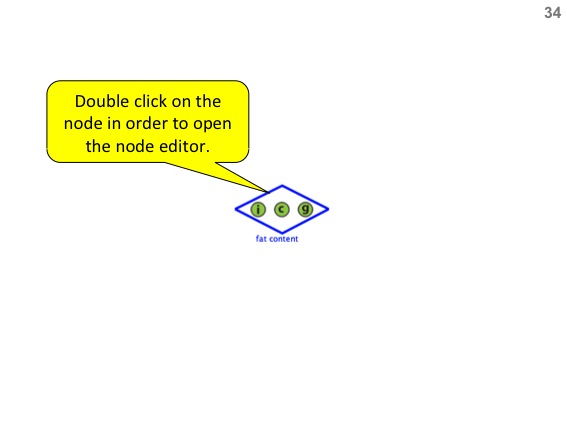 34
Double click on the
node in order to open
the node editor.
i c g
fat content